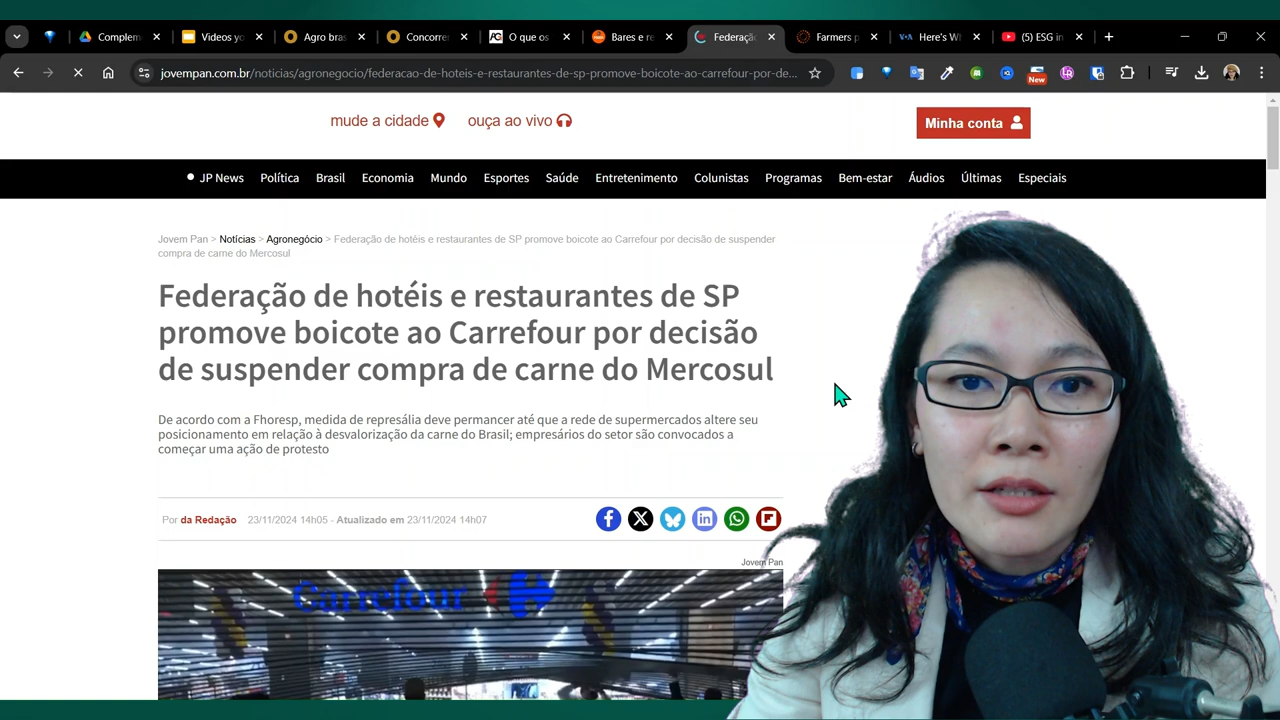 Complem
Videos yo
Agro bras
Concorre
AC
O que os
Bares e re
Federação
Farmers p
VOA
Here's Wh
(5) ESG in
jovempan.com.br/noticias/agronegocio/federacao-de-hoteis-e-restaurantes-de-sp-promove-boicote-ao-carrefour-por-de...
New
mude a cidade
ouça ao vivo
Minha conta
JP News
Política
Brasil
Economia
Mundo
Esportes
Saúde
Entretenimento
Colunistas
Programas
Bem-estar
Áudios
Últimas
Especiais
Jovem Pan > Notícias > Agronegócio > Federação de hotéis e restaurantes de SP promove boicote ao Carrefour por decisão de suspender
compra de carne do Mercosul
Federação de hotéis e restaurantes de SP
promove boicote ao Carrefour por decisão
de suspender compra de carne do Mercosul
De acordo com a Fhoresp, medida de represália deve permancer até que a rede de supermercados altere seu
posicionamento em relação à desvalorização da carne do Brasil; empresários do setor são convocados a
começar uma ação de protesto
Por da Redação 23/11/2024 14h05 - Atualizado em 23/11/2024 14h07
Jovem Pan
Carrefour